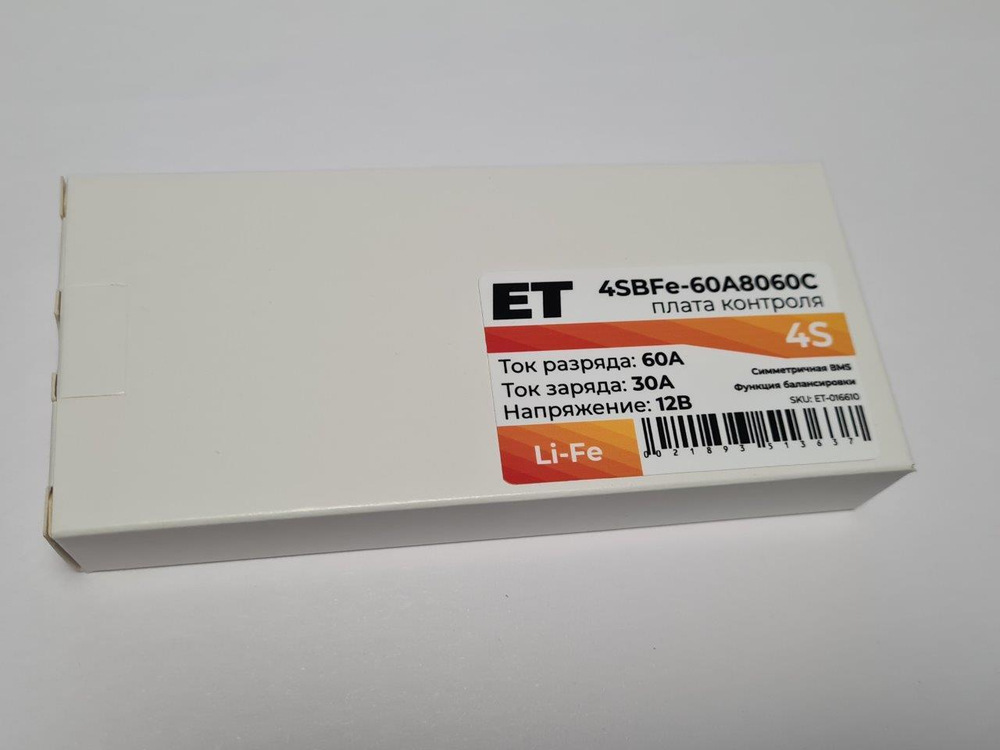 ET
4SBFe-60A8060C
плата контроля
4S
Ток разряда: 60А
Ток заряда: 30А
Напряжение: 12В
Симметричная BMS
Функция балансировки
SKU: ET-016610
Li-Fe
0021893513637